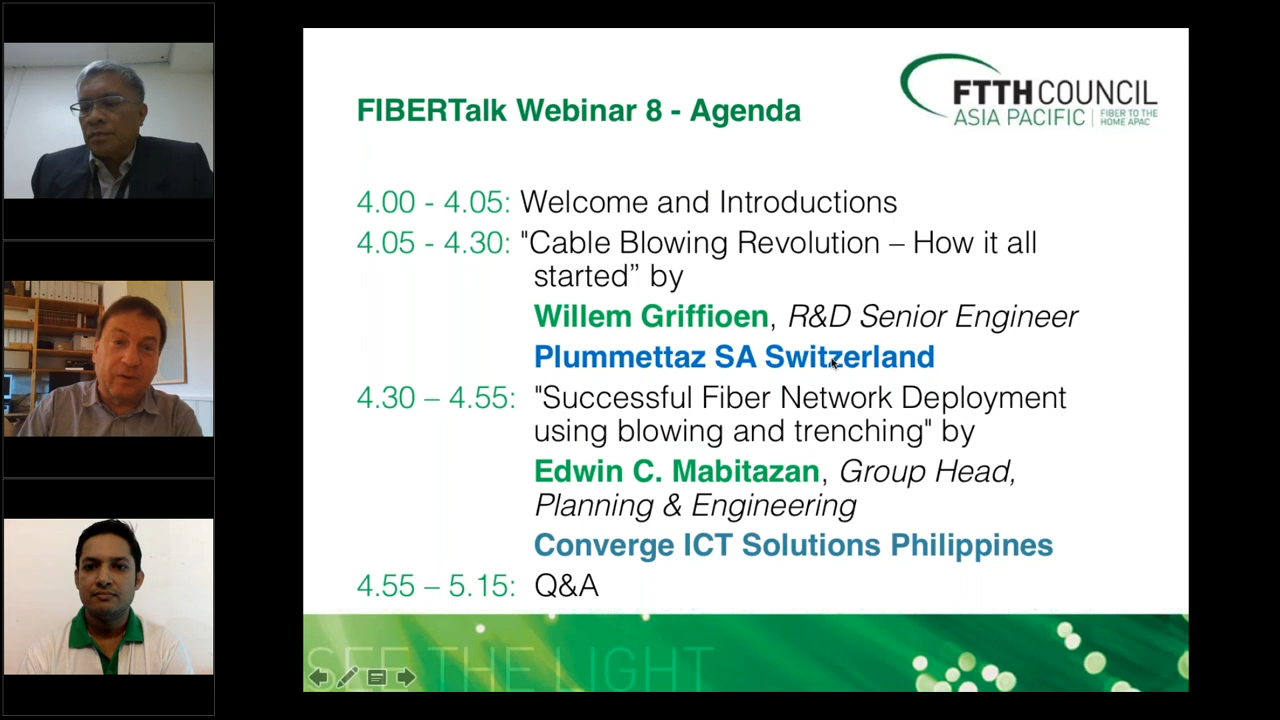 FIBERTalk Webinar 8 - Agenda
FTTH COUNCIL
ASIA PACIFIC
FIBER TO THE
HOME APAC
4.00 - 4.05: Welcome and Introductions
4.05 - 4.30: "Cable Blowing Revolution – How it all
started” by
Willem Griffioen, R&D Senior Engineer
Plummettaz SA Switzerland
4.30 – 4.55: "Successful Fiber Network Deployment
using blowing and trenching" by
Edwin C. Mabitazan, Group Head,
Planning & Engineering
Converge ICT Solutions Philippines
4.55 – 5.15: Q&A
SEE THE LIGHT